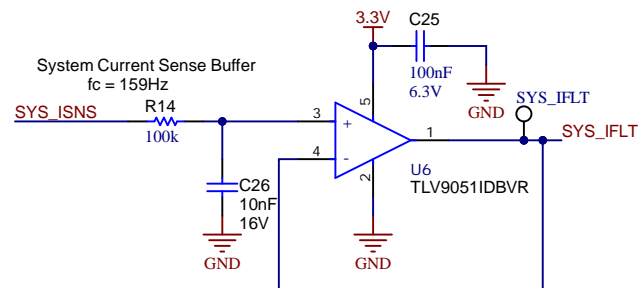 3.3V
C25
100nF
6.3V
GND
System Current Sense Buffer
fc = 159Hz
SYS_ISNS
R14
100k
C26
10nF
16V
GND
3
4
+
-
5
2
1
U6
TLV9051IDBVR
GND
SYS_IFLT
SYS_IFLT